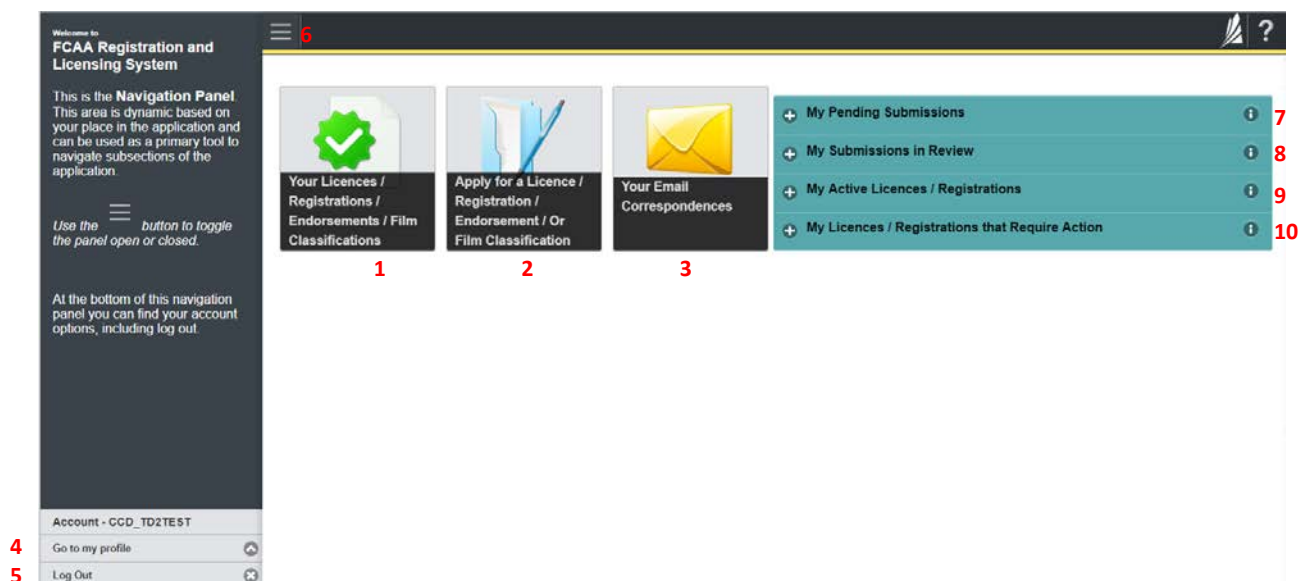 Welcome to
FCAA Registration and
Licensing System
This is the Navigation Panel.
This area is dynamic based on
your place in the application and
can be used as a primary tool to
navigate subsections of the
application.
Use the button to toggle
the panel open or closed.
At the bottom of this navigation
panel you can find your account
options, including log out.
Account - CCD_TD2TEST
4 Go to my profile
5 Log Out
6
?
Your Licences /
Registrations /
Endorsements / Film
Classifications
1
Apply for a Licence /
Registration /
Endorsement / Or
Film Classification
2
Your Email
Correspondences
3
My Pending Submissions 7
My Submissions in Review 8
My Active Licences / Registrations 9
My Licences / Registrations that Require Action 10